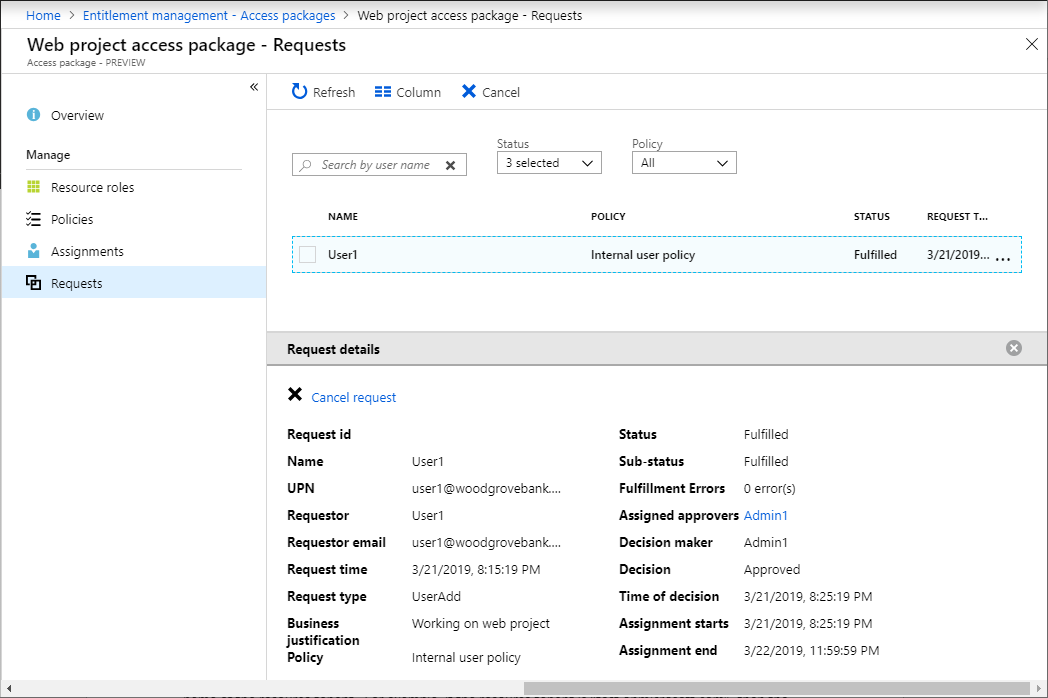 Home > Entitlement management - Access packages > Web project access package - Requests
Web project access package - Requests
Access package - PREVIEW
«
Overview
Manage
Resource roles
Policies
Assignments
Requests
Refresh Column Cancel
Status Policy
Search by user name 3 selected All
NAME POLICY STATUS REQUEST T...
User1 Internal user policy Fulfilled 3/21/2019... ...
Request details
Cancel request
Request id Status Fulfilled
Name User1 Sub-status Fulfilled
UPN user1@woodgrovebank.... Fulfillment Errors 0 error(s)
Requestor User1 Assigned approvers Admin1
Requestor email user1@woodgrovebank.... Decision maker Admin1
Request time 3/21/2019, 8:15:19 PM Decision Approved
Request type UserAdd Time of decision 3/21/2019, 8:25:19 PM
Business Working on web project Assignment starts 3/21/2019, 8:25:19 PM
justification
Policy Internal user policy Assignment end 3/22/2019, 11:59:59 PM